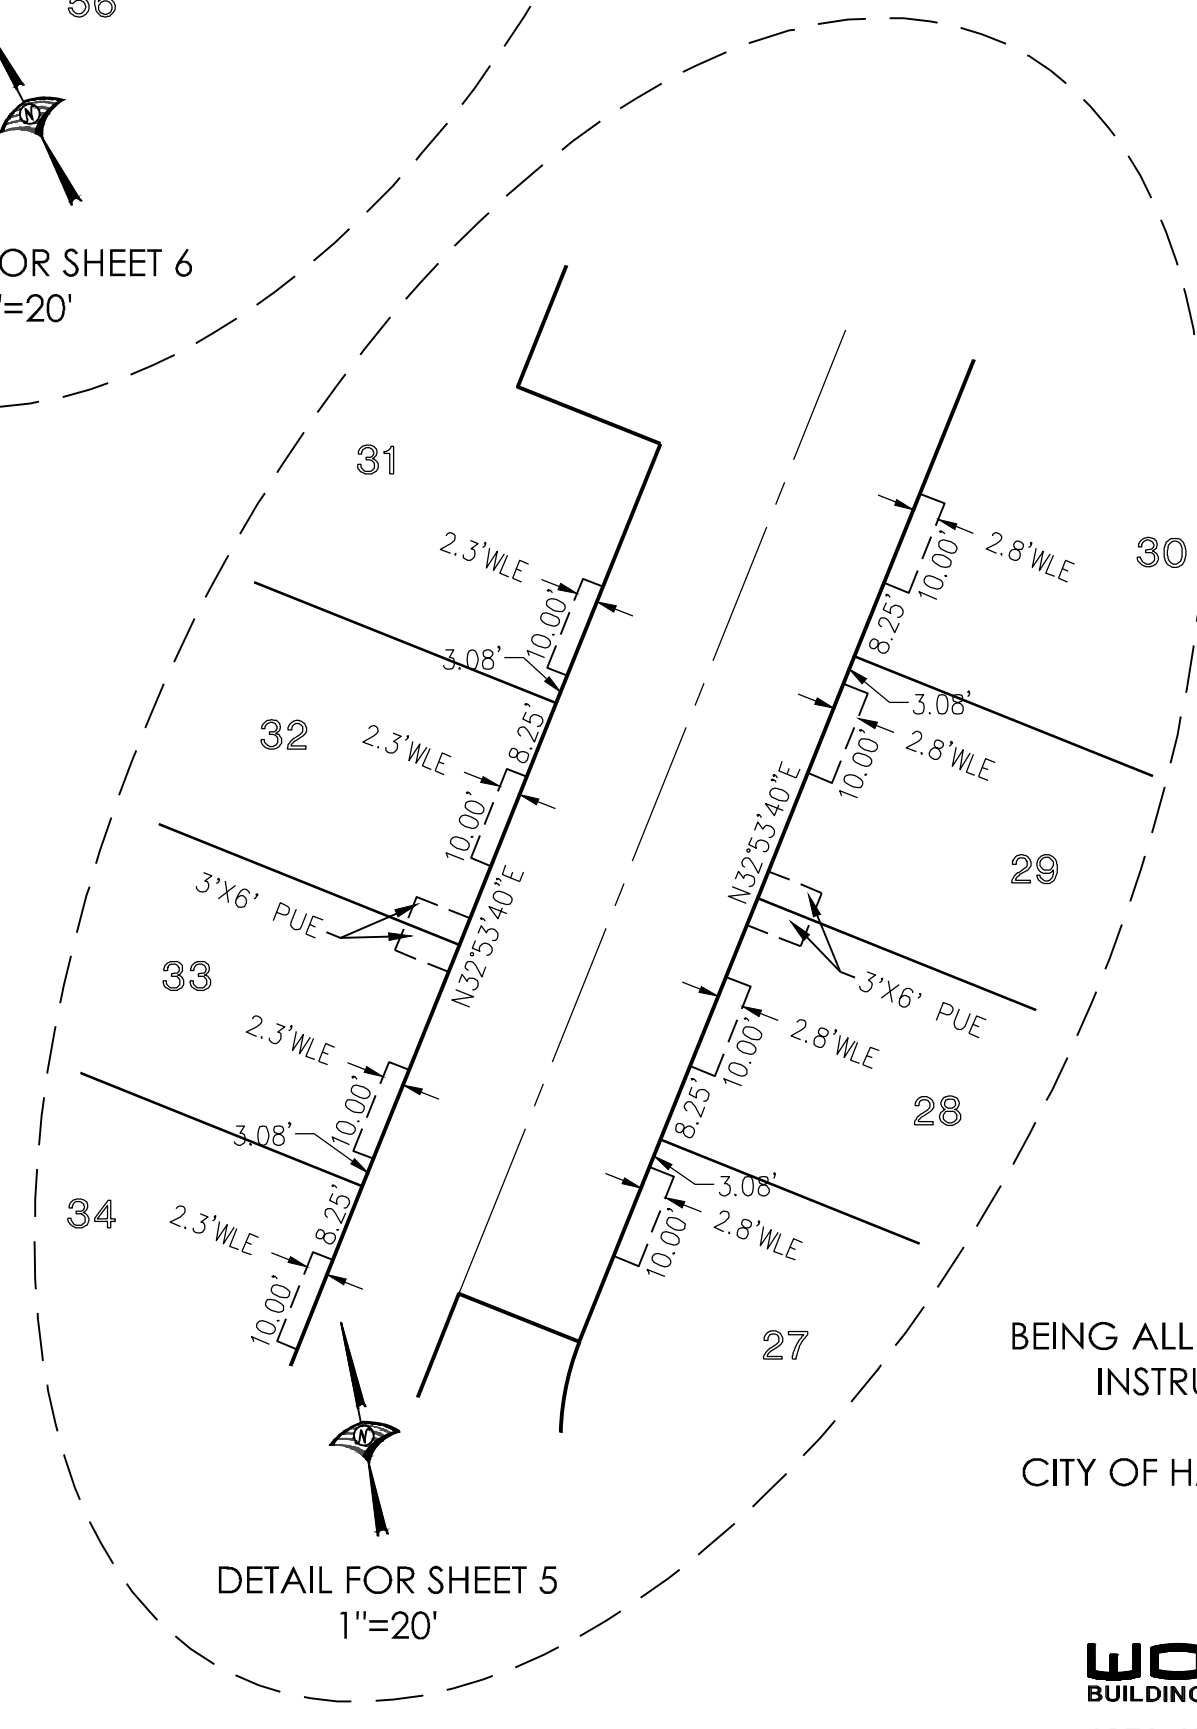 56
OR SHEET 6
=20'
31
2.3'WLE
10.00'
3.08'
8.25'
32
2.3'WLE
10.00'
3'X6' PUE
N32°53'40"E
33
2.3'WLE
10.00'
3.08'
8.25'
34
2.3'WLE
10.00'
30
2.8'WLE
10.00'
8.25'
3.08'
2.8'WLE
10.00'
N32°53'40"E
29
3'X6' PUE
2.8'WLE
10.00'
28
8.25'
3.08'
2.8'WLE
10.00'
27
N
N
DETAIL FOR SHEET 5
1"=20'
BEING ALL
INSTRU
CITY OF HA
WO
BUILDING